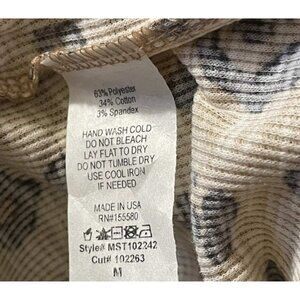 63% Polyester
34% Cotton
3% Spandex
HAND WASH COLD
DO NOT BLEACH
LAY FLAT TO DRY
DO NOT TUMBLE DRY
USE COOL IRON
IF NEEDED
MADE IN USA
RN#155580
Style# MST102242
Cut# 102263
M